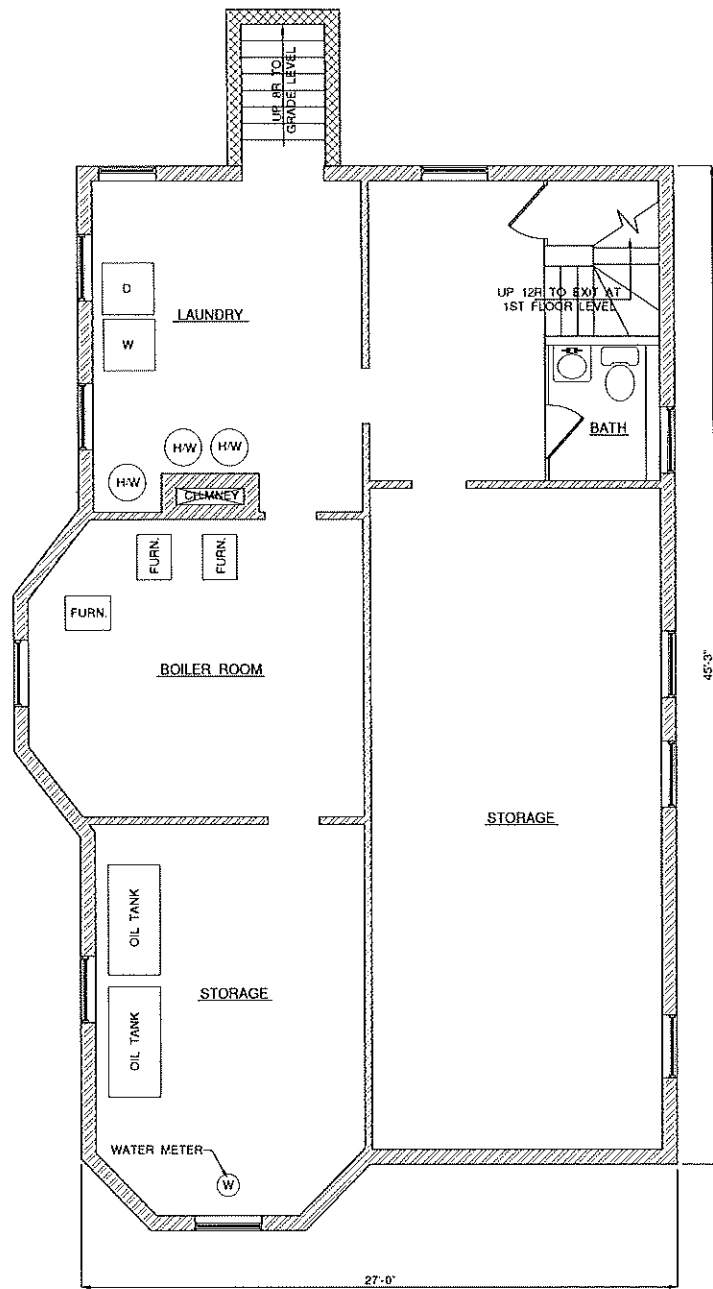 UP 8R TO
GRADE LEVEL
D
LAUNDRY
W
UP 12R TO EXIT AT
1ST FLOOR LEVEL
BATH
H/W
H/W
H/W
CHIMNEY
FURN.
FURN.
FURN.
BOILER ROOM
45'-3"
STORAGE
OIL TANK
STORAGE
OIL TANK
WATER METER
W
27'-0"